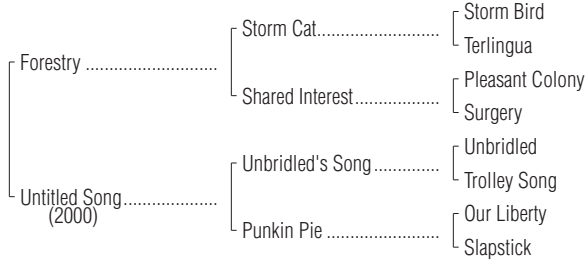 Storm Bird
Storm Cat..............................
Terlingua
Forestry ................................
Pleasant Colony
Shared Interest.....................
Surgery
Unbridled
Unbridled's Song................
Trolley Song
Untitled Song.......................
(2000)
Our Liberty
Punkin Pie ............................
Slapstick